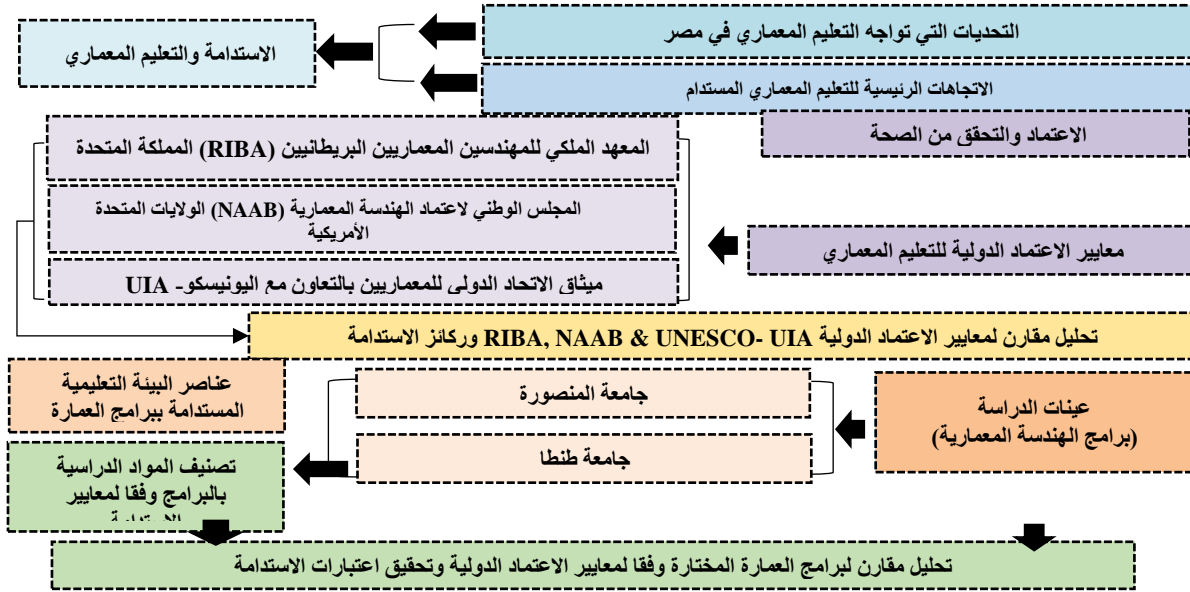 التحديات التي تواجه التعليم المعماري في مصر
الاستدامة والتعليم المعماري
الاتجاهات الرئيسية للتعليم المعماري المستدام
الاعتماد والتحقق من الصحة
المعهد الملكي للمهندسين المعماريين البريطانيين (RIBA) المملكة المتحدة
المجلس الوطني لاعتماد الهندسة المعمارية (NAAB) الولايات المتحدة
الأمريكية
معايير الاعتماد الدولية للتعليم المعماري
ميثاق الاتحاد الدولي للمعماريين بالتعاون مع اليونيسكو- UIA
تحليل مقارن لمعايير الاعتماد الدولية RIBA, NAAB & UNESCO- UIA وركائز الاستدامة
عينات الدراسة
(برامج الهندسة المعمارية)
جامعة المنصورة
جامعة طنطا
عناصر البيئة التعليمية
المستدامة ببرامج العمارة
تصنيف المواد الدراسية
بالبرامج وفقا لمعايير
الاستدامة
تحليل مقارن لبرامج العمارة المختارة وفقا لمعايير الاعتماد الدولية وتحقيق اعتبارات الاستدامة